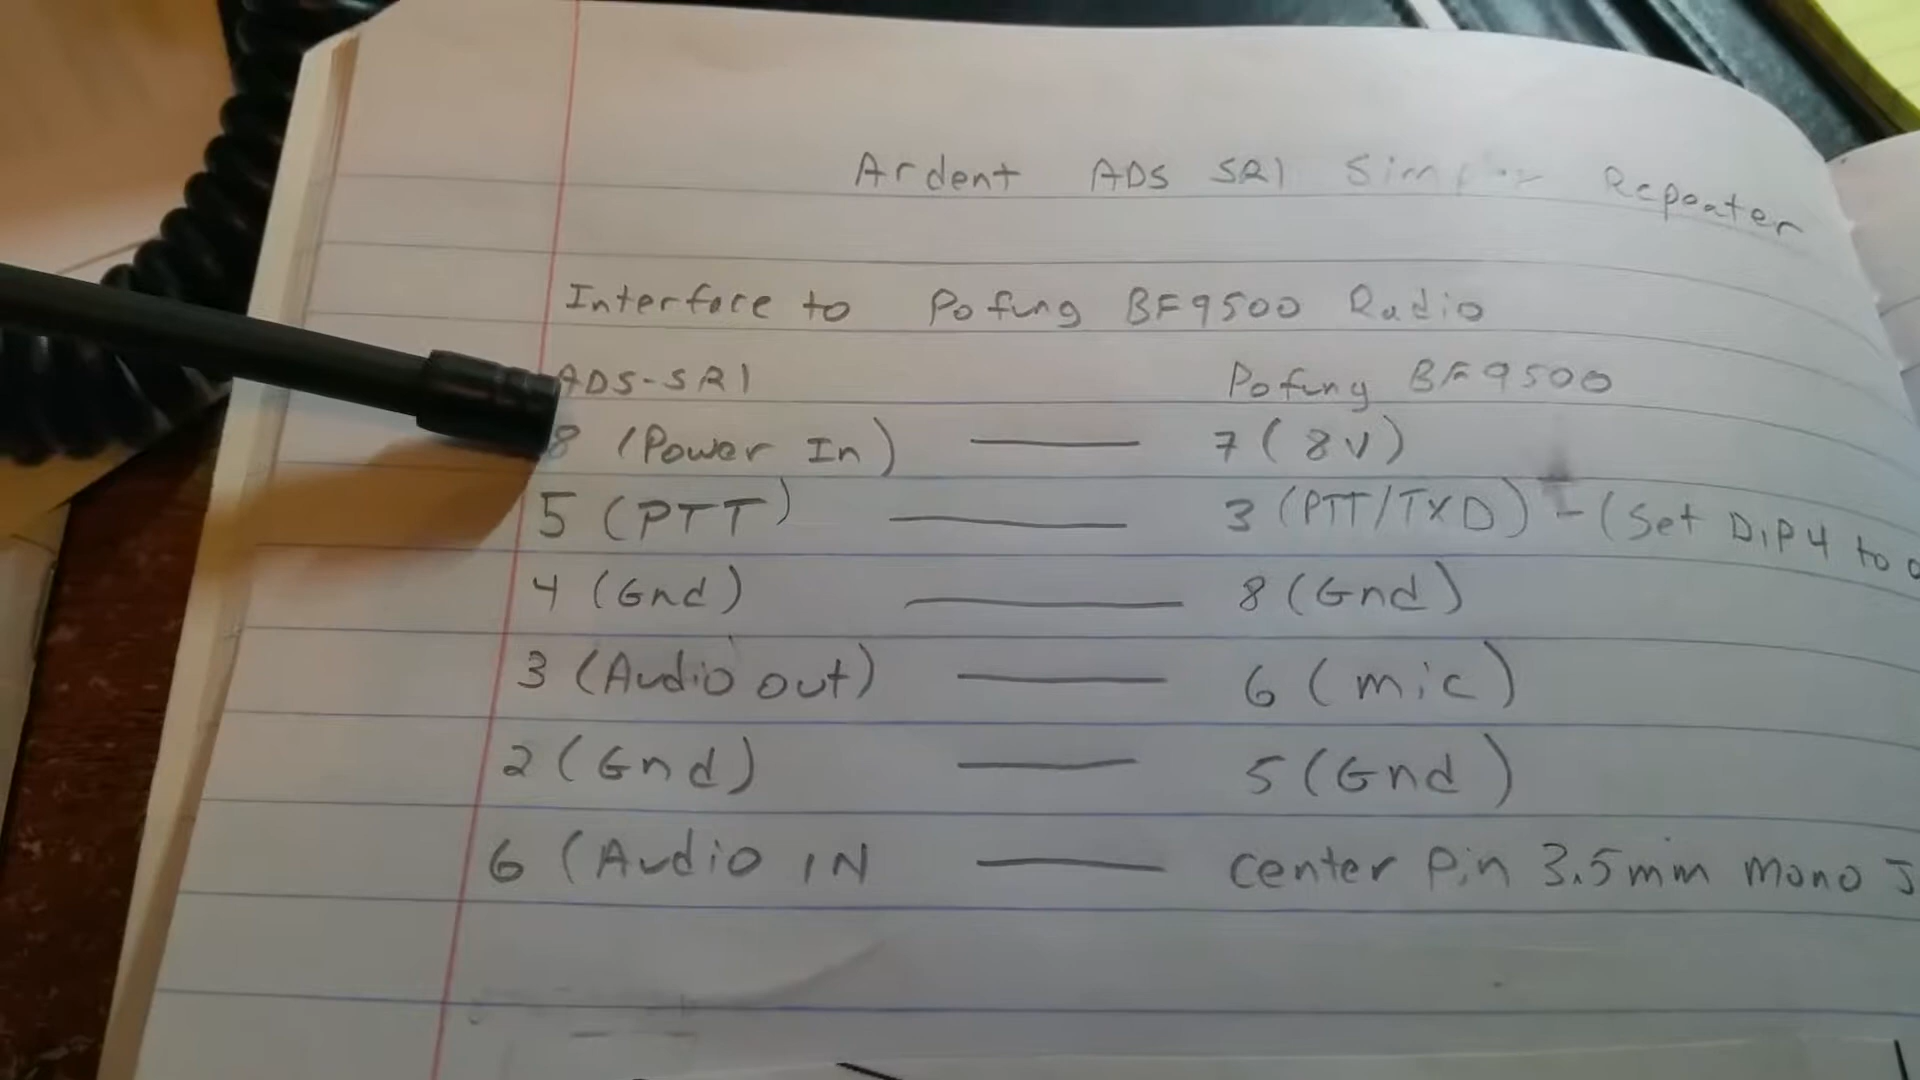 Ardent ADS SR1 Repeater
Interface to Pofung BF9500 Radio
ADS-SR1 Pofung BF9500
8 (Power In) — 7 (8V)
5 (PTT) — 3 (PTT/TXD) - (Set DIP4 to
4 (Gnd) — 8 (Gnd)
3 (Audio out) — 6 (mic)
2 (Gnd) — 5 (Gnd)
6 (Audio IN — center pin 3.5mm mono J